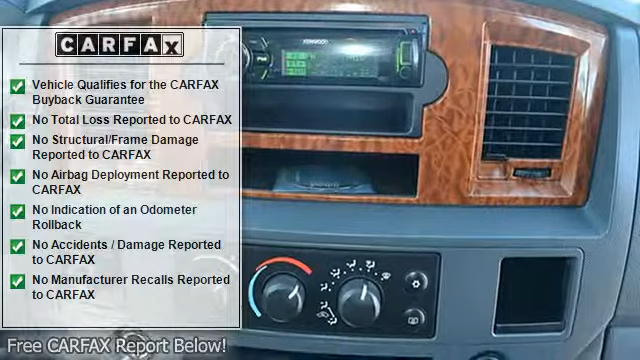 CARFAX
Vehicle Qualifies for the CARFAX
Buyback Guarantee
No Total Loss Reported to CARFAX
No Structural/Frame Damage
Reported to CARFAX
No Airbag Deployment Reported to
CARFAX
No Indication of an Odometer
Rollback
No Accidents / Damage Reported
to CARFAX
No Manufacturer Recalls Reported
to CARFAX
Free CARFAX Report Below!
KENWOOD